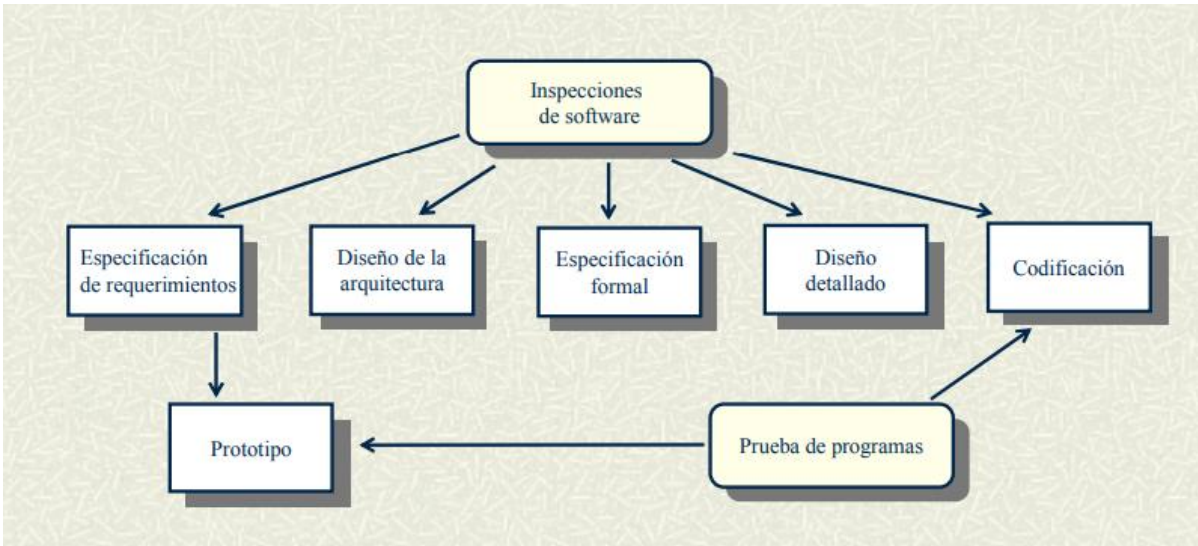 Inspecciones
de software
Especificación
de requerimientos
Diseño de la
arquitectura
Especificación
formal
Diseño
detallado
Codificación
Prototipo
Prueba de programas